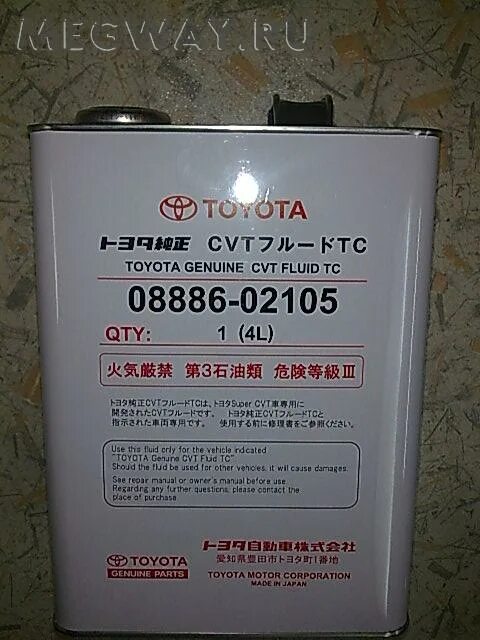 MEGWAY.RU
TOYOTA
トヨタ純正 CVTフルードTC
TOYOTA GENUINE CVT FLUID TC
08886-02105
QTY: 1 (4L)
火気厳禁 第3石油類 危険等級Ⅲ
トヨタ純正CVTフルードTCは、トヨタSuper CVT車専用に
開発されたCVTフルードです。 トヨタ純正CVTフルードTCと
指示された車両専用です。 使用する前に修理書をご参照ください。
Use this fluid only for the vehicle indicated
"TOYOTA Genuine CVT Fluid TC"
Should the fluid be used for other vehicles, it will cause damages.
See repair manual or owner's manual before use.
Regarding any further questions, please contact the
place of purchase.
TOYOTA
GENUINE PARTS
トヨタ自動車株式会社
愛知県豊田市トヨタ町1番地
TOYOTA MOTOR CORPORATION
MADE IN JAPAN